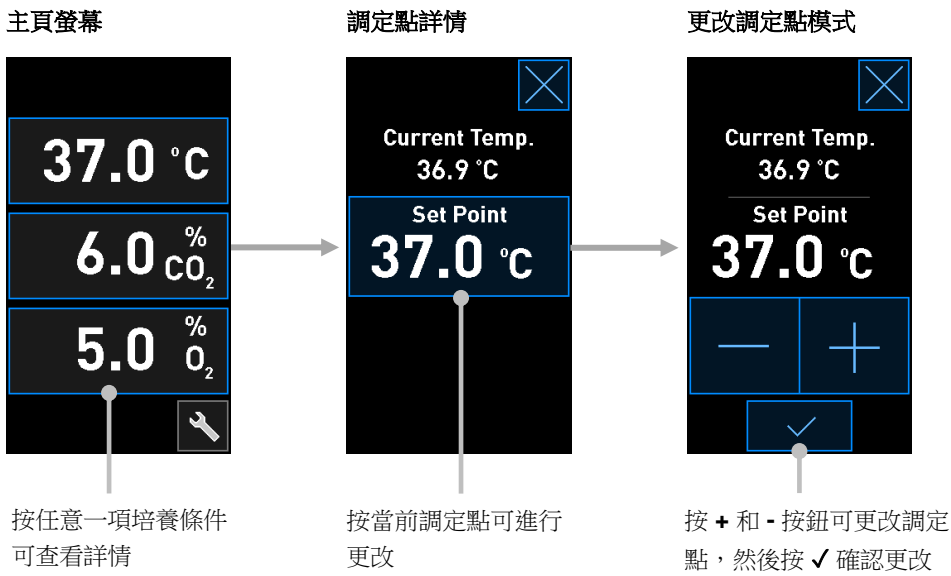 主頁螢幕
37.0 °C
6.0 % CO₂
5.0 % O₂
按任意一項培養條件
可查看詳情
調定點詳情
Current Temp.
36.9 °C
Set Point
37.0 °C
按當前調定點可進行
更改
更改調定點模式
Current Temp.
36.9 °C
Set Point
37.0 °C
按 + 和 - 按鈕可更改調定
點，然後按 ✓ 確認更改